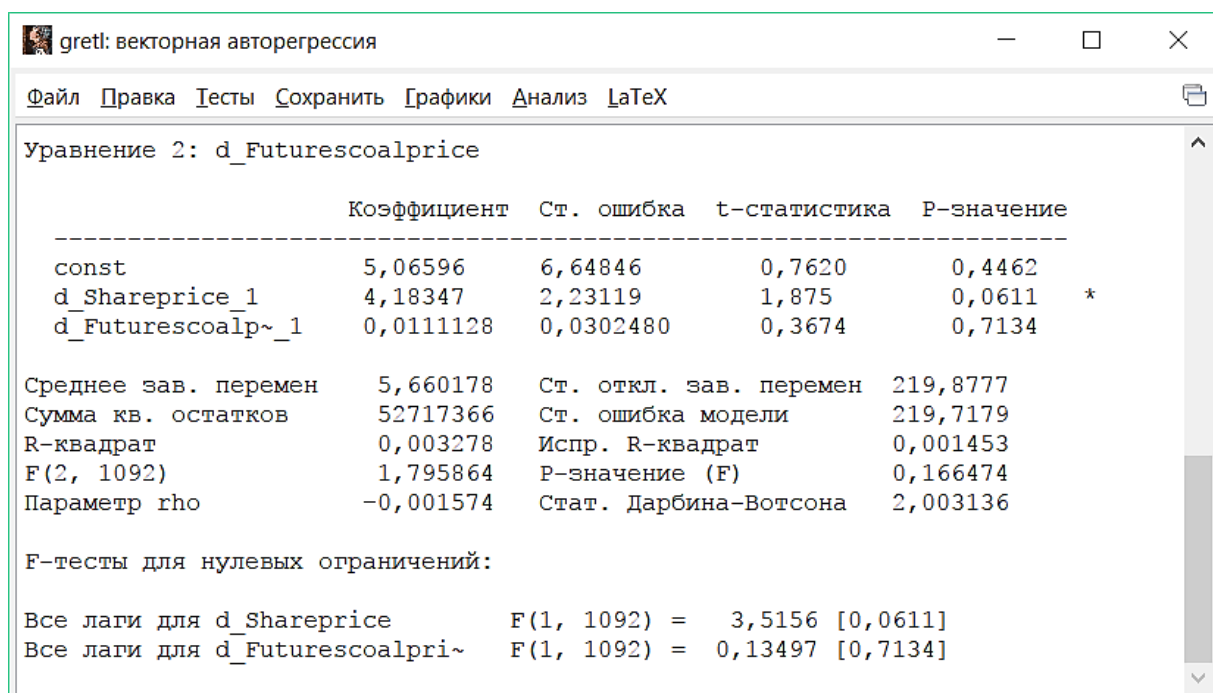 gretl: векторная авторегрессия
Файл Правка Тесты Сохранить Графики Анализ LaTeX
Уравнение 2: d_Futurescoalprice
Коэффициент Ст. ошибка t-статистика P-значение
---------------------------------------------------------------------
const 5,06596 6,64846 0,7620 0,4462
d_Shareprice_1 4,18347 2,23119 1,875 0,0611 *
d_Futurescoalp~_1 0,0111128 0,0302480 0,3674 0,7134
Среднее зав. перемен 5,660178 Ст. откл. зав. перемен 219,8777
Сумма кв. остатков 52717366 Ст. ошибка модели 219,7179
R-квадрат 0,003278 Испр. R-квадрат 0,001453
F(2, 1092) 1,795864 Р-значение (F) 0,166474
Параметр rho -0,001574 Стат. Дарбина-Вотсона 2,003136
F-тесты для нулевых ограничений:
Все лаги для d_Shareprice F(1, 1092) = 3,5156 [0,0611]
Все лаги для d_Futurescoalpri~ F(1, 1092) = 0,13497 [0,7134]